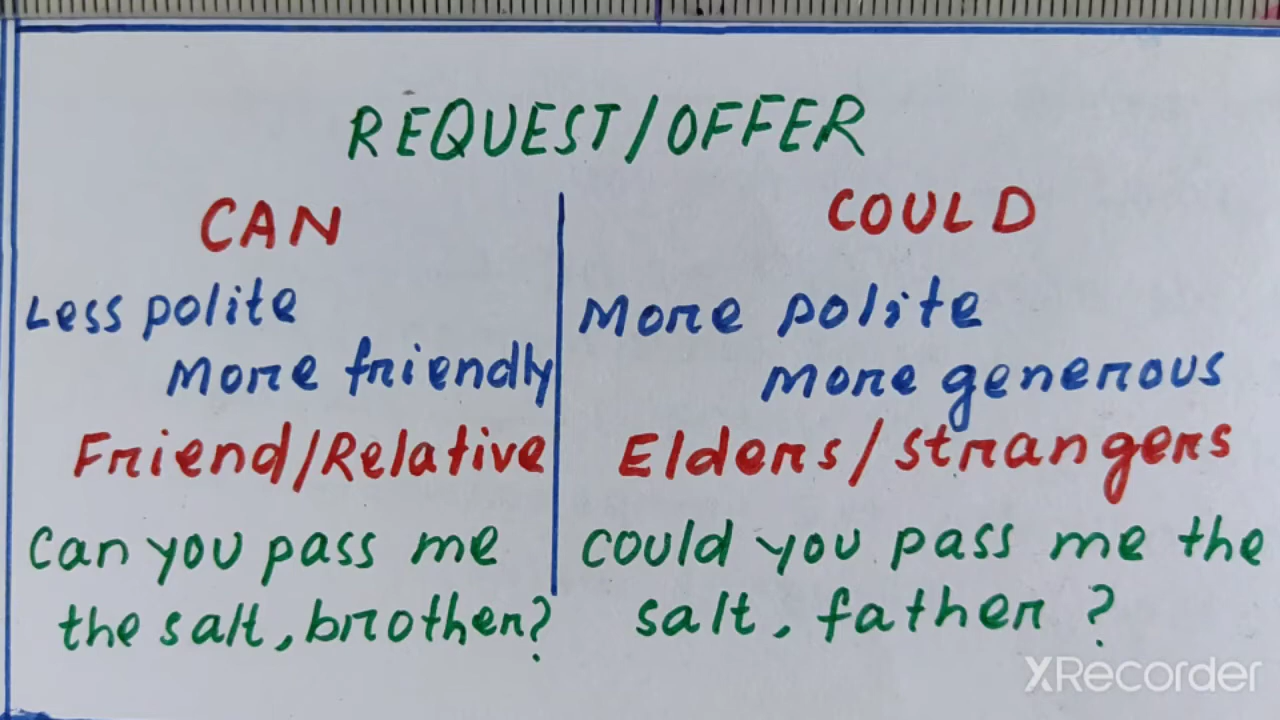 REQUEST/OFFER
CAN
Less polite
More friendly
Friend/Relative
Can you pass me
the salt, brother?
COULD
More polite
more generous
Elders/strangers
Could you pass me the
salt, father?
XRecorder